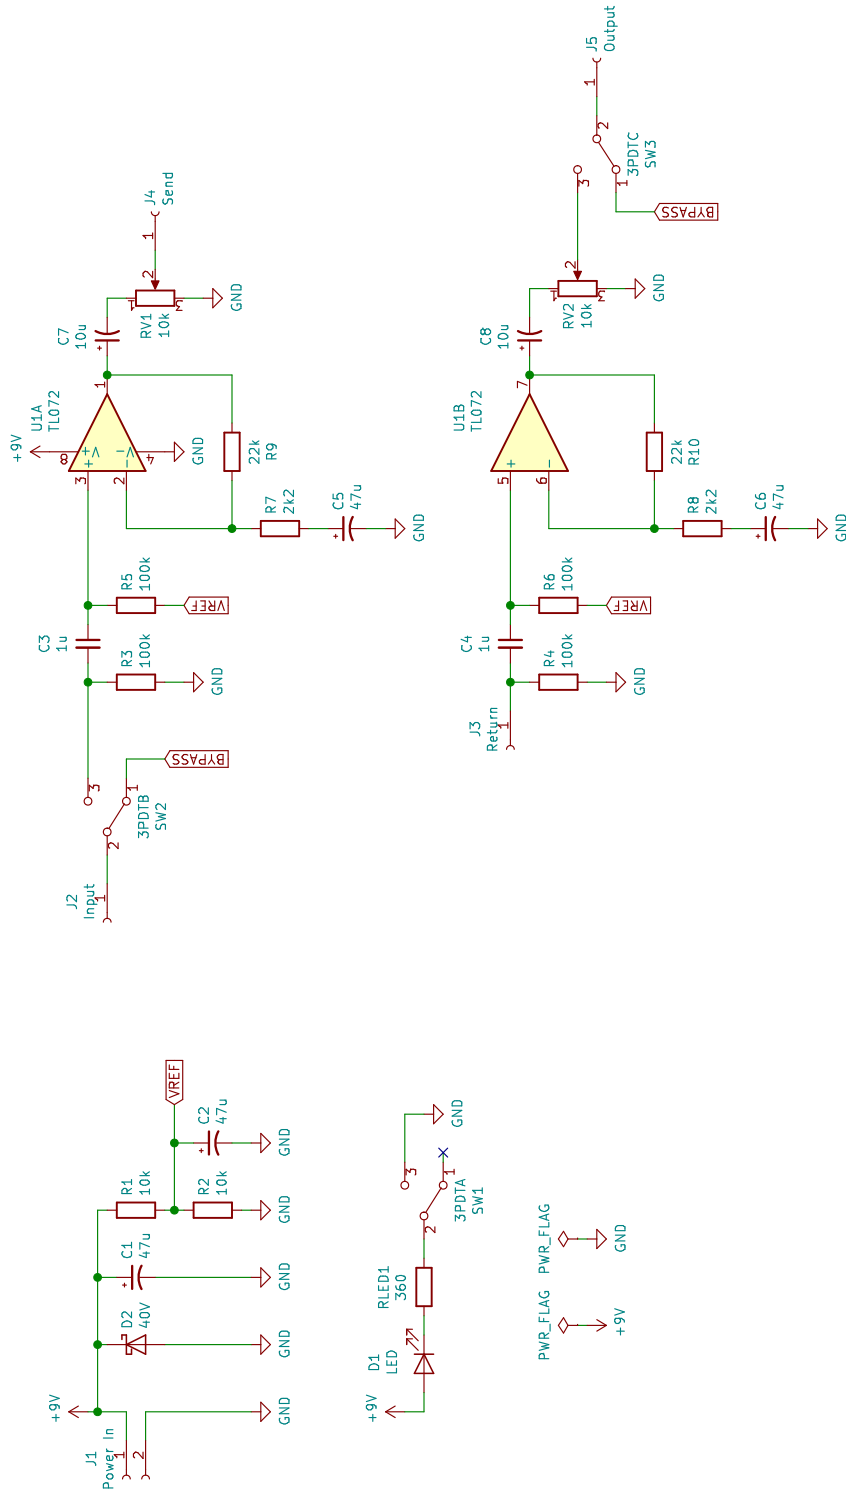 J5
Output
1
2
3PDTC
SW3
3
1
BYPASS
J4
Send
1
2
RV1
10k
1
3
GND
C7
10u
+
U1A
TL072
+9V
1
8
V+
V-
4
GND
+
-
3
2
22k
R9
R7
2k2
C5
47u
+
GND
R5
100k
VREF
C3
1u
R3
100k
GND
BYPASS
3
1
2
3PDTB
SW2
J2
Input
1
2
RV2
10k
1
3
GND
C8
10u
+
U1B
TL072
7
+
-
5
6
22k
R10
R8
2k2
C6
47u
+
GND
R6
100k
VREF
C4
1u
R4
100k
GND
J3
Return
1
VREF
C2
47u
+
GND
R1
10k
R2
10k
GND
C1
47u
+
GND
D2
40V
GND
+9V
GND
J1
Power In
1
2
GND
3
1
2
3PDTA
SW1
RLED1
360
D1
LED
+9V
PWR_FLAG
GND
PWR_FLAG
+9V